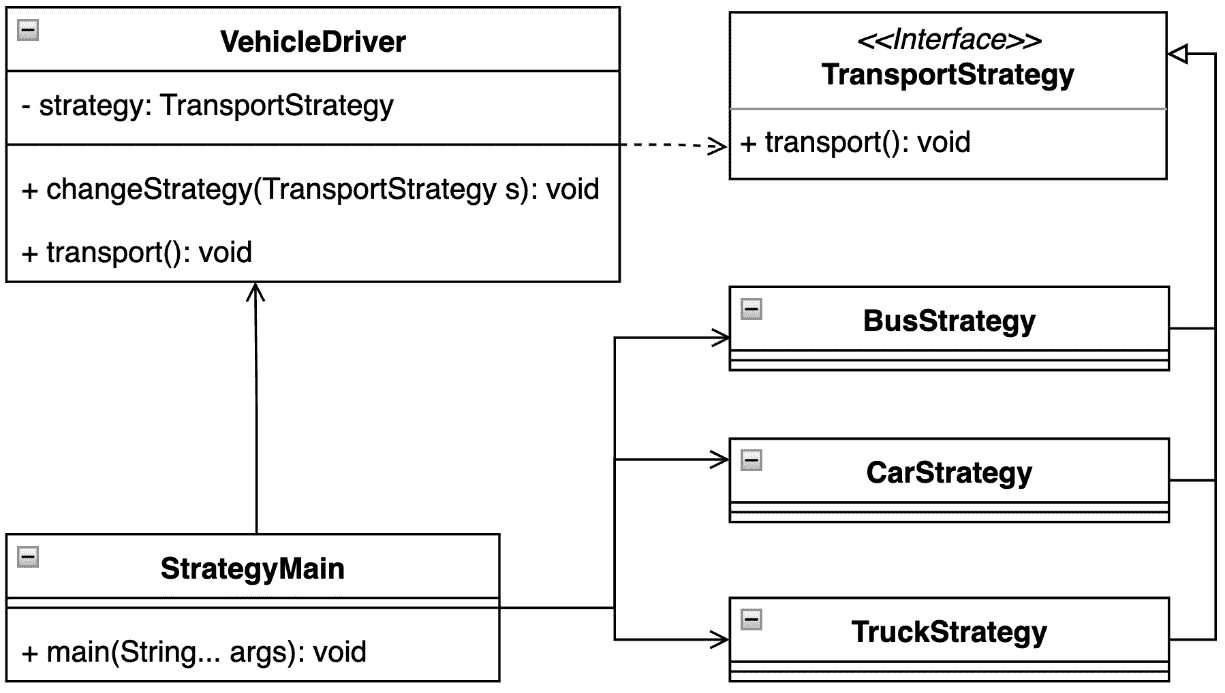 VehicleDriver
- strategy: TransportStrategy
+ changeStrategy(TransportStrategy s): void
+ transport(): void
<<Interface>>
TransportStrategy
+ transport(): void
BusStrategy
CarStrategy
TruckStrategy
StrategyMain
+ main(String... args): void